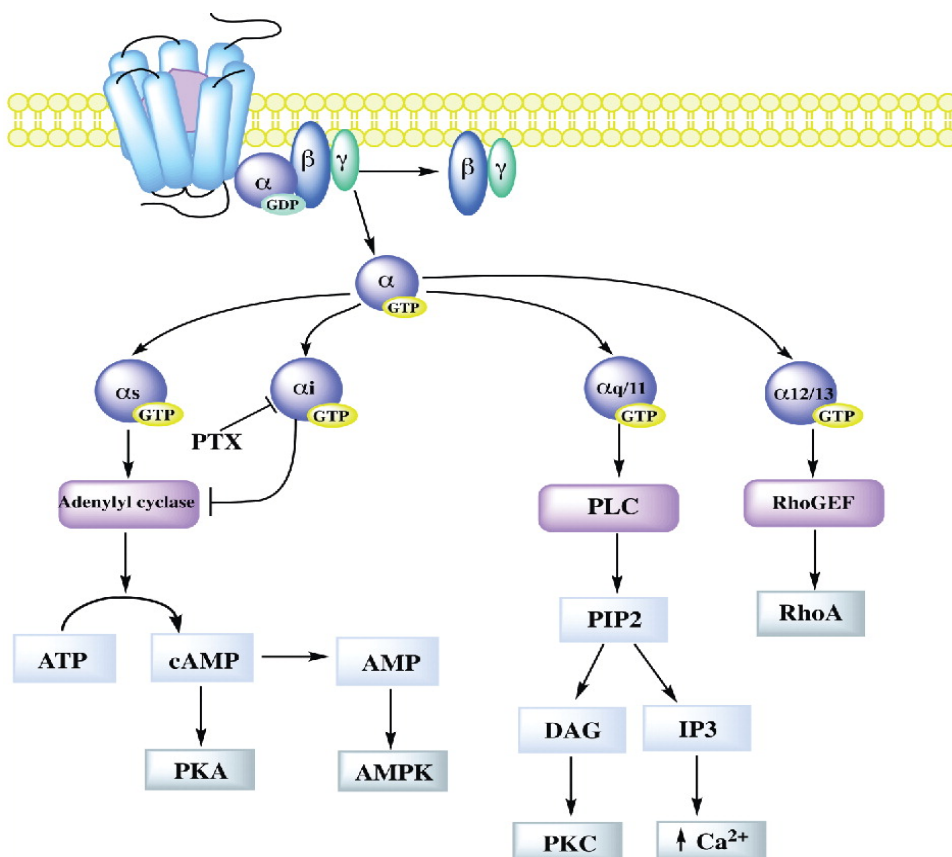 β
γ
α
GDP
β
γ
α
GTP
αs
GTP
αi
GTP
PTX
αq/11
GTP
α12/13
GTP
Adenylyl cyclase
PLC
RhoGEF
PIP2
RhoA
ATP
cAMP
AMP
DAG
IP3
PKA
AMPK
PKC
↑ Ca²⁺